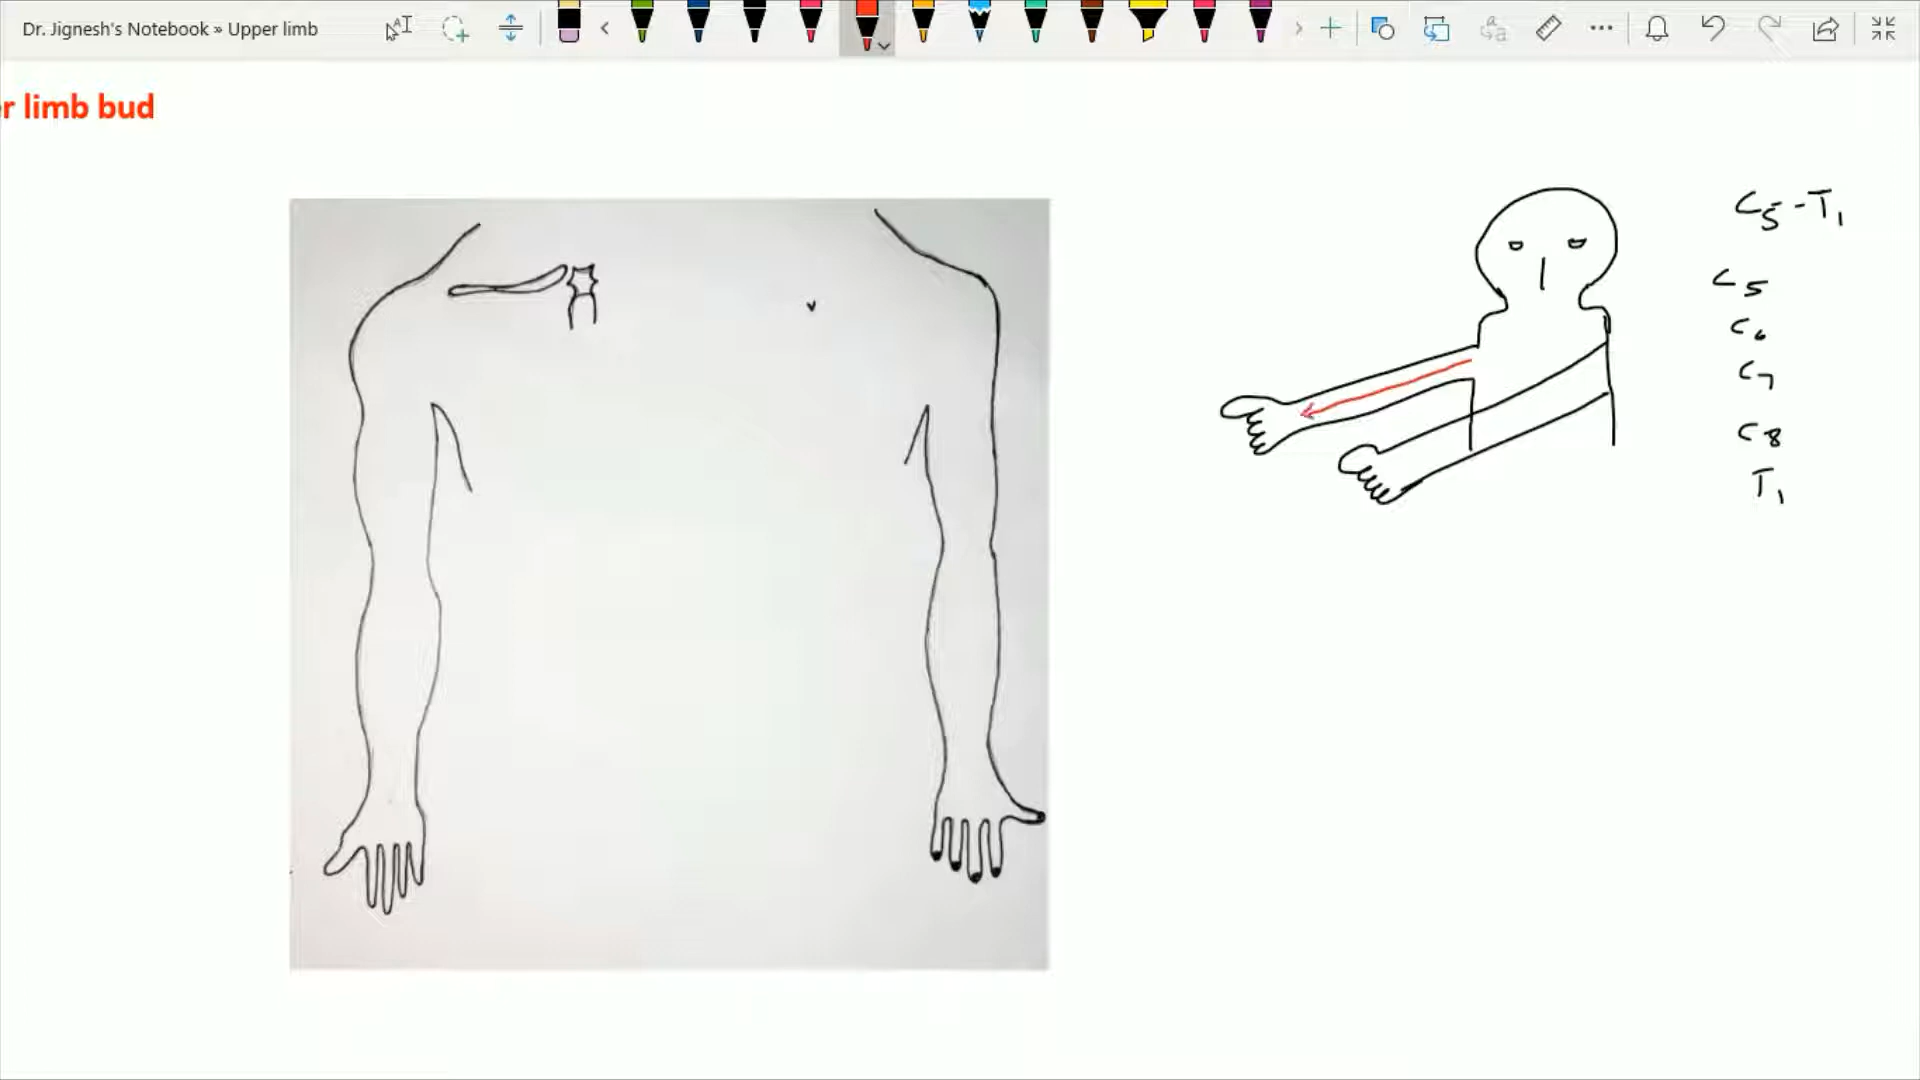 Dr. Jignesh's Notebook » Upper limb
r limb bud
C5-T1
C5
C6
C7
C8
T1